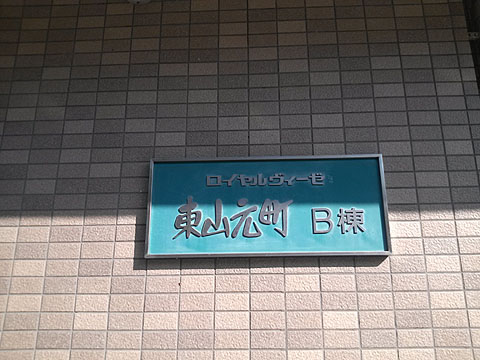 ロイヤルヴィーゼ
東山元町 B棟